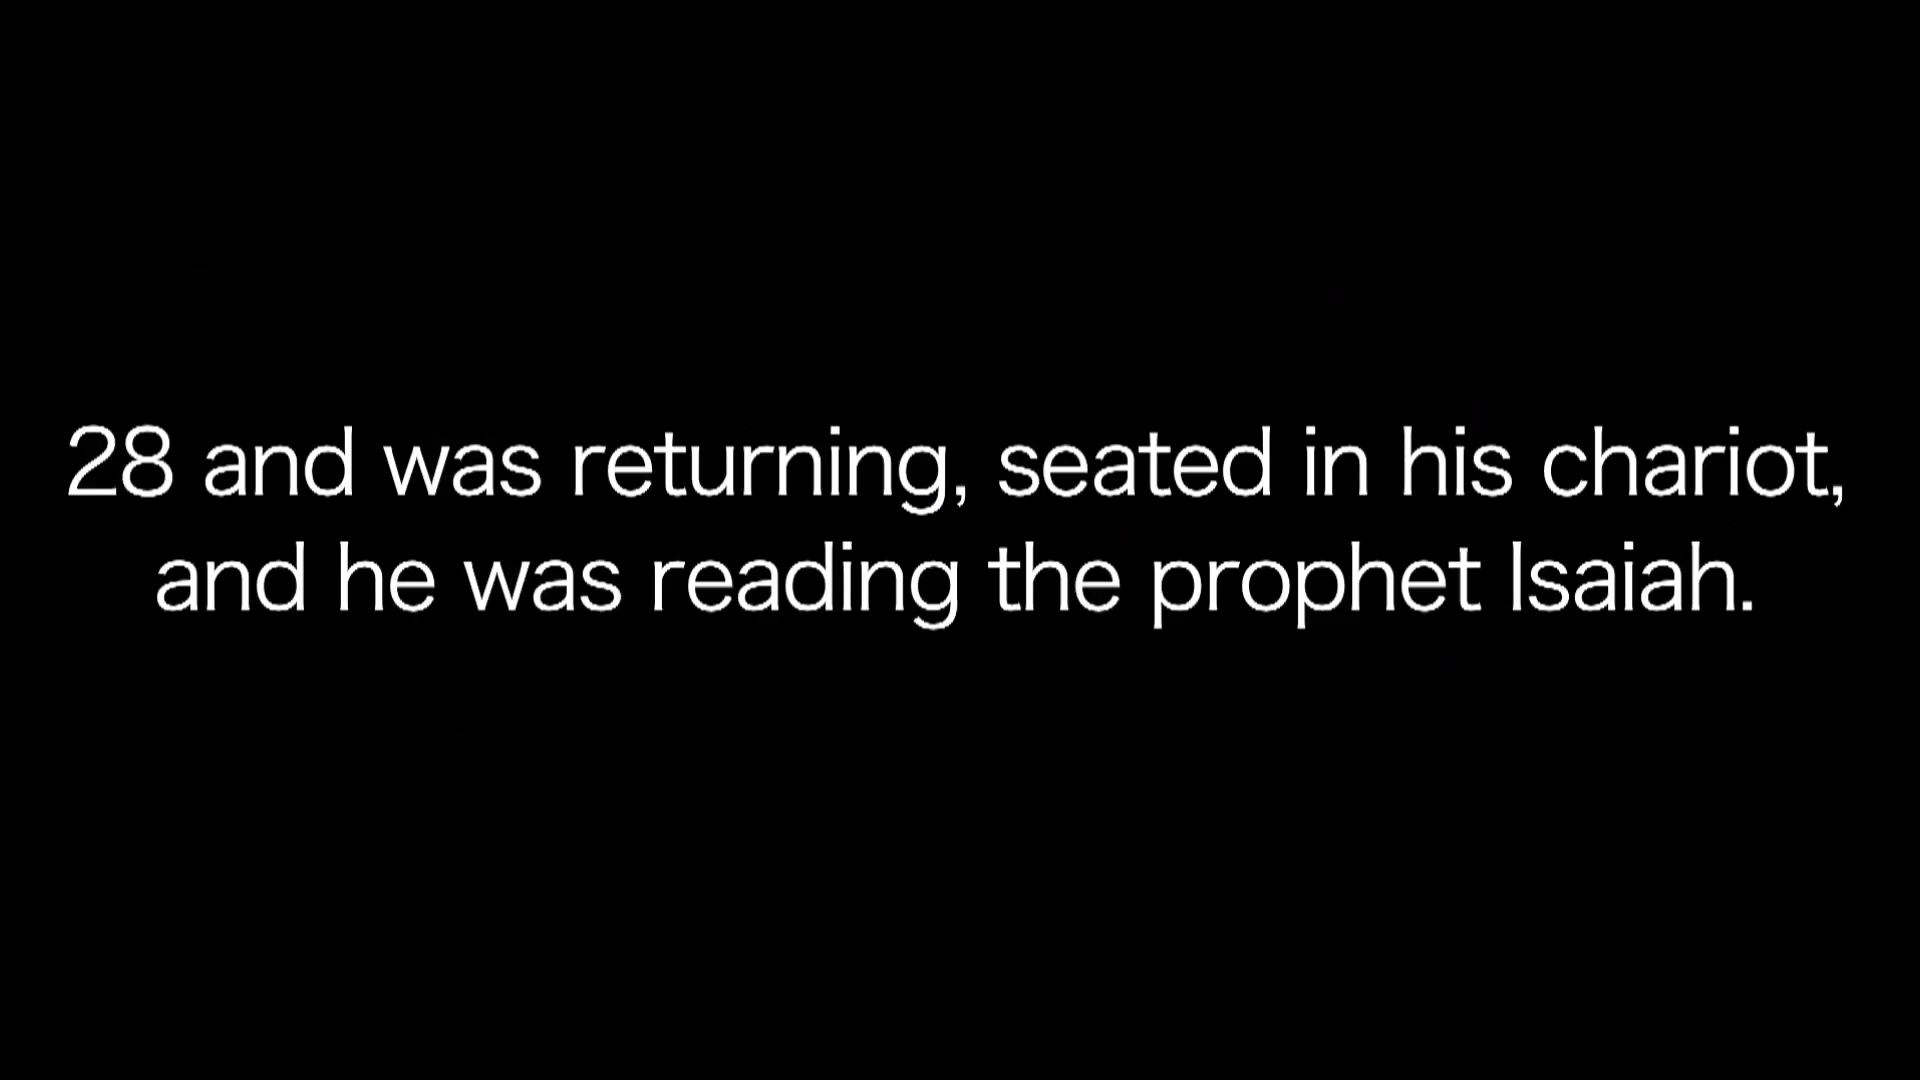 28 and was returning, seated in his chariot,
and he was reading the prophet Isaiah.